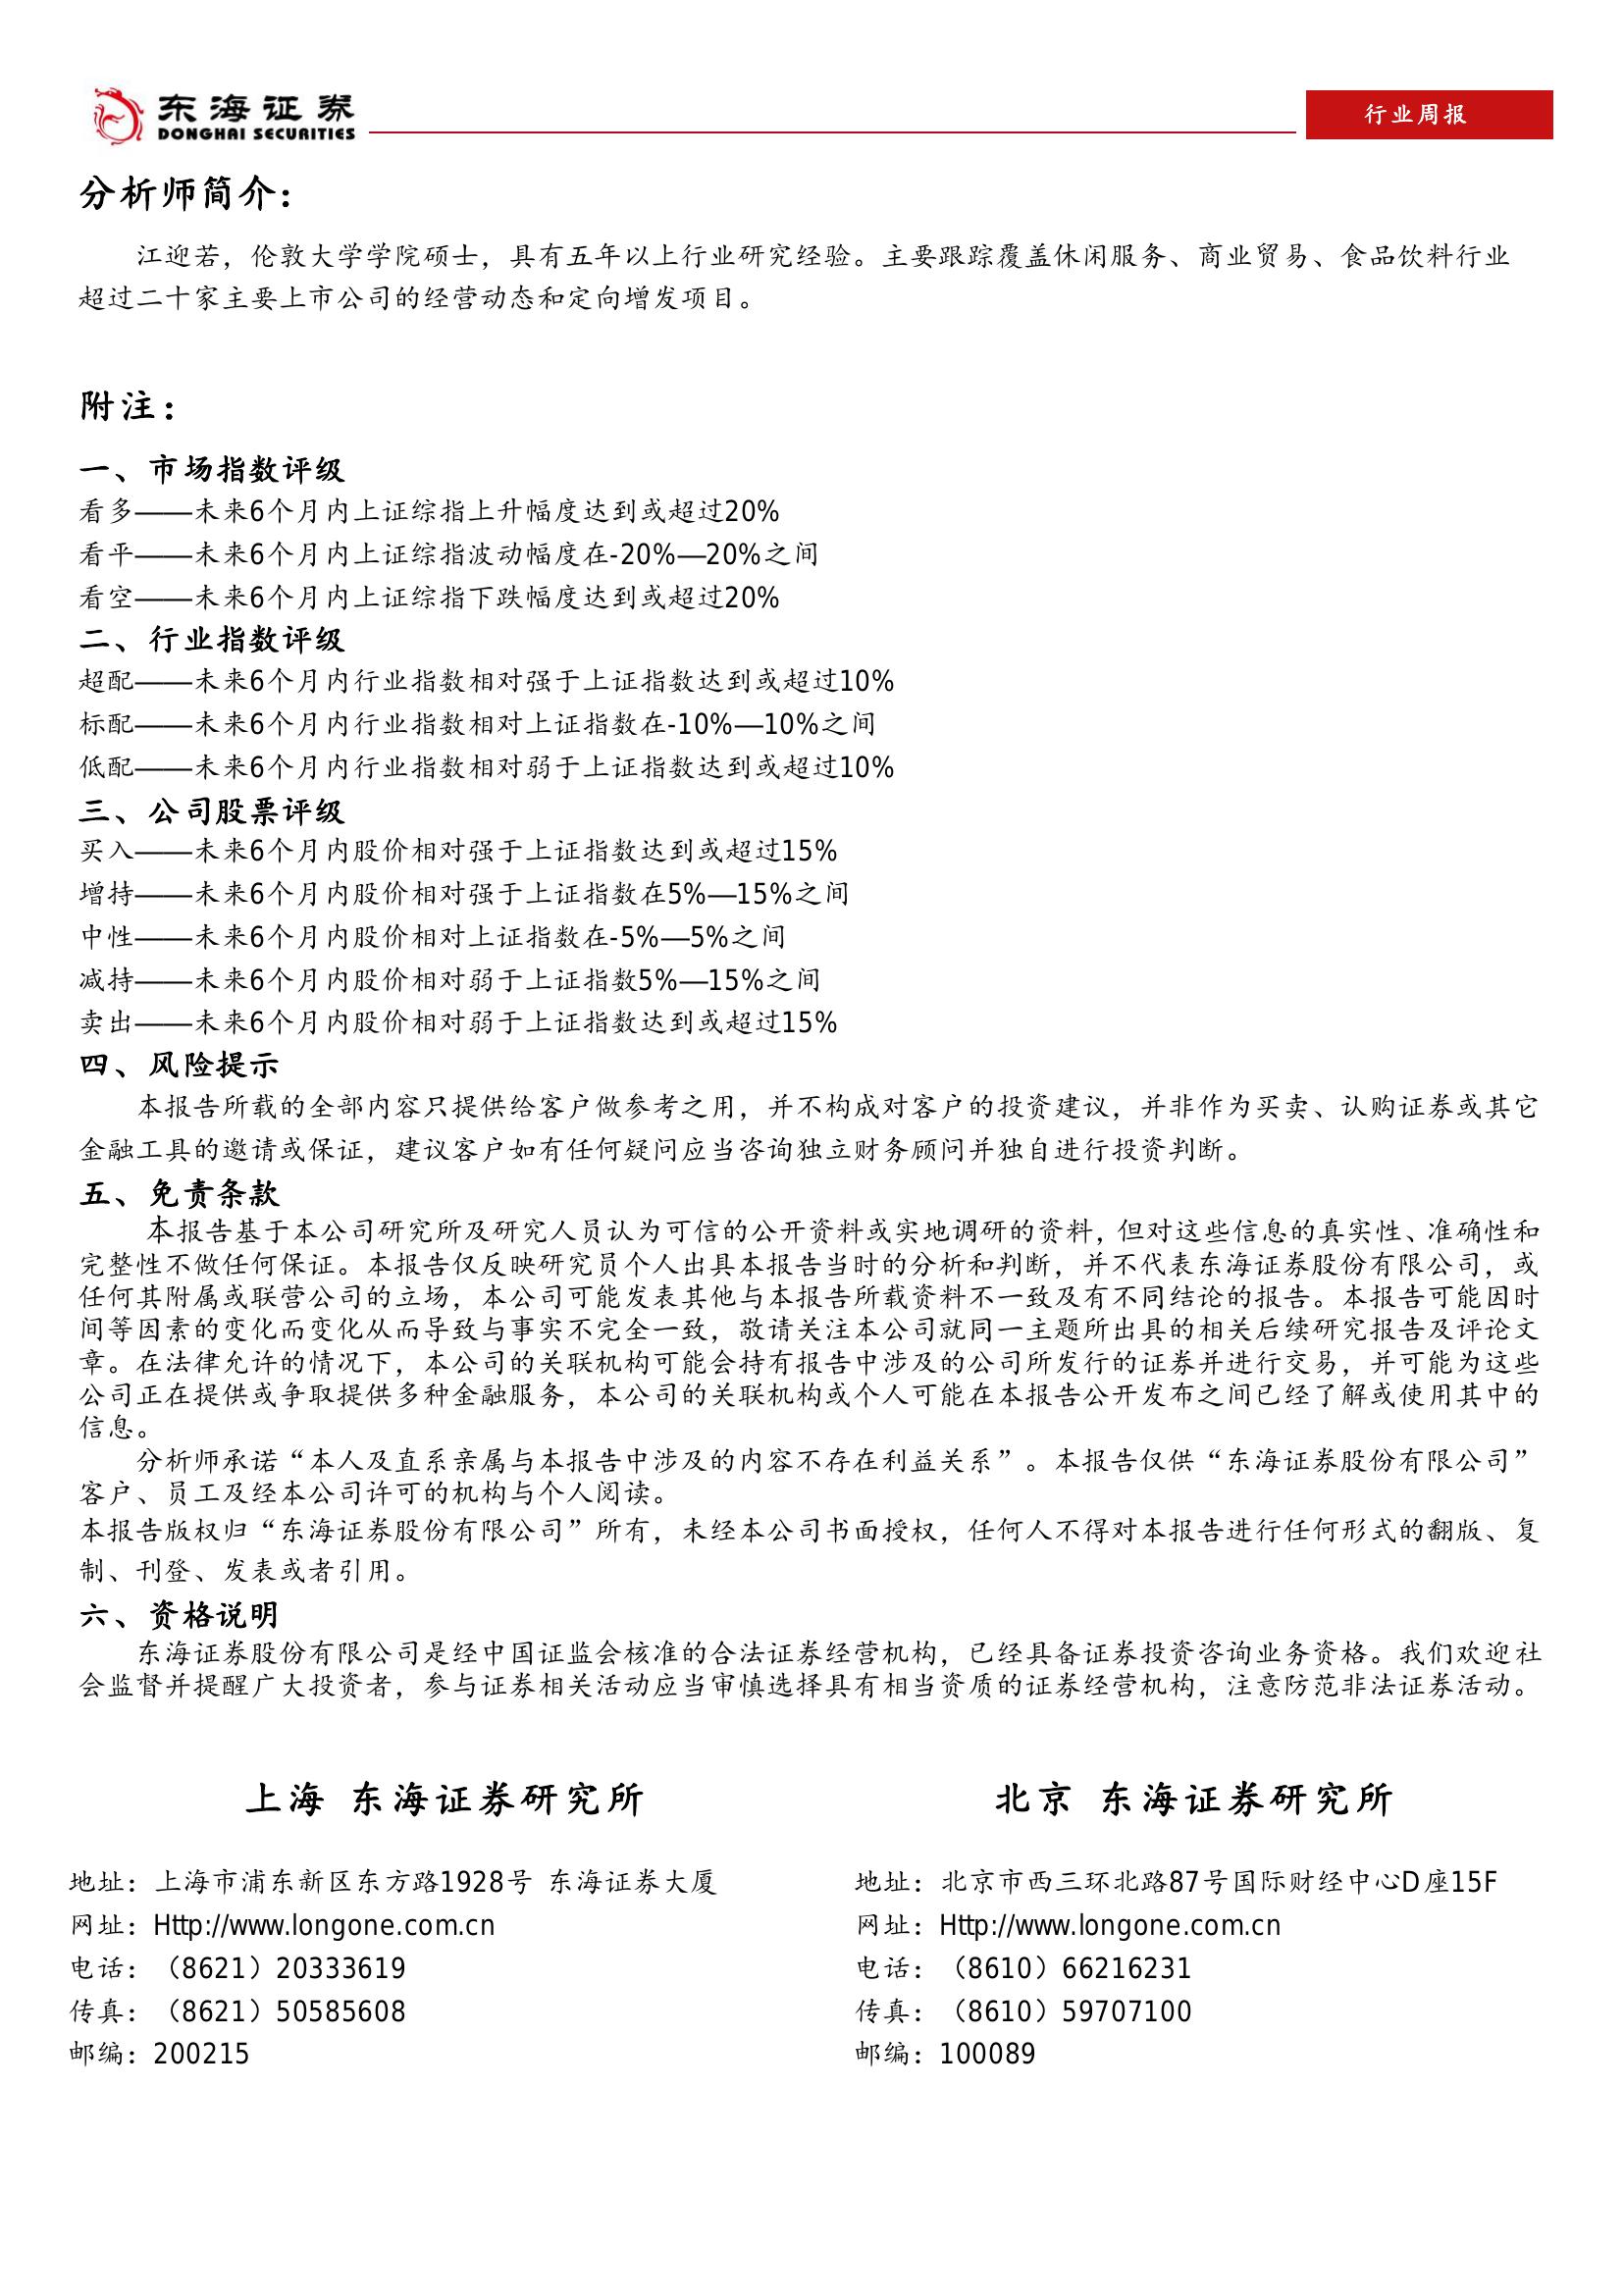 东海证券
DONGHAI SECURITIES
行业周报
分析师简介：
江迎若，伦敦大学学院硕士，具有五年以上行业研究经验。主要跟踪覆盖休闲服务、商业贸易、食品饮料行业
超过二十家主要上市公司的经营动态和定向增发项目。
附注：
一、市场指数评级
看多——未来6个月内上证综指上升幅度达到或超过20%
看平——未来6个月内上证综指波动幅度在-20%—20%之间
看空——未来6个月内上证综指下跌幅度达到或超过20%
二、行业指数评级
超配——未来6个月内行业指数相对强于上证指数达到或超过10%
标配——未来6个月内行业指数相对上证指数在-10%—10%之间
低配——未来6个月内行业指数相对弱于上证指数达到或超过10%
三、公司股票评级
买入——未来6个月内股价相对强于上证指数达到或超过15%
增持——未来6个月内股价相对强于上证指数在5%—15%之间
中性——未来6个月内股价相对上证指数在-5%—5%之间
减持——未来6个月内股价相对弱于上证指数5%—15%之间
卖出——未来6个月内股价相对弱于上证指数达到或超过15%
四、风险提示
本报告所载的全部内容只提供给客户做参考之用，并不构成对客户的投资建议，并非作为买卖、认购证券或其它
金融工具的邀请或保证，建议客户如有任何疑问应当咨询独立财务顾问并独自进行投资判断。
五、免责条款
本报告基于本公司研究所及研究人员认为可信的公开资料或实地调研的资料，但对这些信息的真实性、准确性和
完整性不做任何保证。本报告仅反映研究员个人出具本报告当时的分析和判断，并不代表东海证券股份有限公司，或
任何其附属或联营公司的立场，本公司可能发表其他与本报告所载资料不一致及有不同结论的报告。本报告可能因时
间等因素的变化而变化从而导致与事实不完全一致，敬请关注本公司就同一主题所出具的相关后续研究报告及评论文
章。在法律允许的情况下，本公司的关联机构可能会持有报告中涉及的公司所发行的证券并进行交易，并可能为这些
公司正在提供或争取提供多种金融服务，本公司的关联机构或个人可能在本报告公开发布之间已经了解或使用其中的
信息。
分析师承诺“本人及直系亲属与本报告中涉及的内容不存在利益关系”。本报告仅供“东海证券股份有限公司”
客户、员工及经本公司许可的机构与个人阅读。
本报告版权归“东海证券股份有限公司”所有，未经本公司书面授权，任何人不得对本报告进行任何形式的翻版、复
制、刊登、发表或者引用。
六、资格说明
东海证券股份有限公司是经中国证监会核准的合法证券经营机构，已经具备证券投资咨询业务资格。我们欢迎社
会监督并提醒广大投资者，参与证券相关活动应当审慎选择具有相当资质的证券经营机构，注意防范非法证券活动。
上海 东海证券研究所
地址：上海市浦东新区东方路1928号 东海证券大厦
网址：Http://www.longone.com.cn
电话：（8621）20333619
传真：（8621）50585608
邮编：200215
北京 东海证券研究所
地址：北京市西三环北路87号国际财经中心D座15F
网址：Http://www.longone.com.cn
电话：（8610）66216231
传真：（8610）59707100
邮编：100089